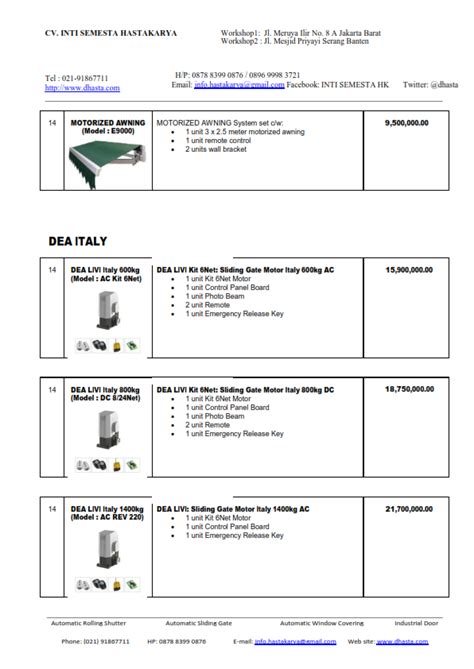 CV. INTI SEMESTA HASTAKARYA
Workshop1: Jl. Meruya Ilir No. 8 A Jakarta Barat
Workshop2 : Jl. Mesjid Priyayi Serang Banten
Tel : 021-91867711
http://www.dhasta.com
H/P: 0878 8399 0876 / 0896 9998 3721
Email: info.hastakarya@gmail.com Facebook: INTI SEMESTA HK
Twitter: @dhasta
14
MOTORIZED AWNING
(Model : E9000)
MOTORIZED AWNING System set c/w:
• 1 unit 3 x 2.5 meter motorized awning
• 1 unit remote control
• 2 units wall bracket
9,500,000.00
DEA ITALY
14
DEA LIVI Italy 600kg
(Model : AC Kit 6Net)
DEA LIVI Kit 6Net: Sliding Gate Motor Italy 600kg AC
• 1 unit Kit 6Net Motor
• 1 unit Control Panel Board
• 1 unit Photo Beam
• 2 unit Remote
• 1 unit Emergency Release Key
15,900,000.00
14
DEA LIVI Italy 800kg
(Model : DC 8/24Net)
DEA LIVI Kit 6Net: Sliding Gate Motor Italy 800kg DC
• 1 unit Kit 6Net Motor
• 1 unit Control Panel Board
• 1 unit Photo Beam
• 2 unit Remote
• 1 unit Emergency Release Key
18,750,000.00
14
DEA LIVI Italy 1400kg
(Model : AC REV 220)
DEA LIVI: Sliding Gate Motor Italy 1400kg AC
• 1 unit Kit 6Net Motor
• 1 unit Control Panel Board
• 1 unit Emergency Release Key
21,700,000.00
Automatic Rolling Shutter
Automatic Sliding Gate
Automatic Window Covering
Industrial Door
Phone: (021) 91867711
HP: 0878 8399 0876
E-mail: info.hastakarya@gmail.com
Web site: www.dhasta.com